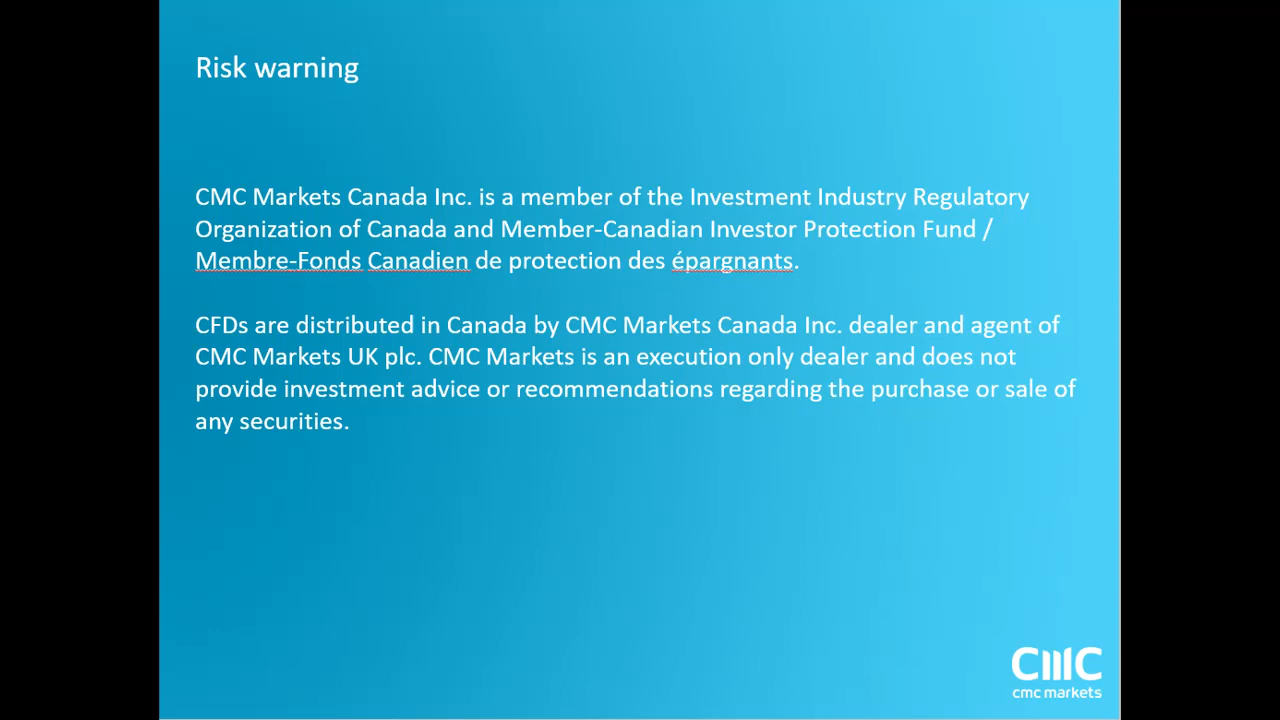 Risk warning
CMC Markets Canada Inc. is a member of the Investment Industry Regulatory
Organization of Canada and Member-Canadian Investor Protection Fund /
Membre-Fonds Canadien de protection des épargnants.
CFDs are distributed in Canada by CMC Markets Canada Inc. dealer and agent of
CMC Markets UK plc. CMC Markets is an execution only dealer and does not
provide investment advice or recommendations regarding the purchase or sale of
any securities.
CMC
cmc markets